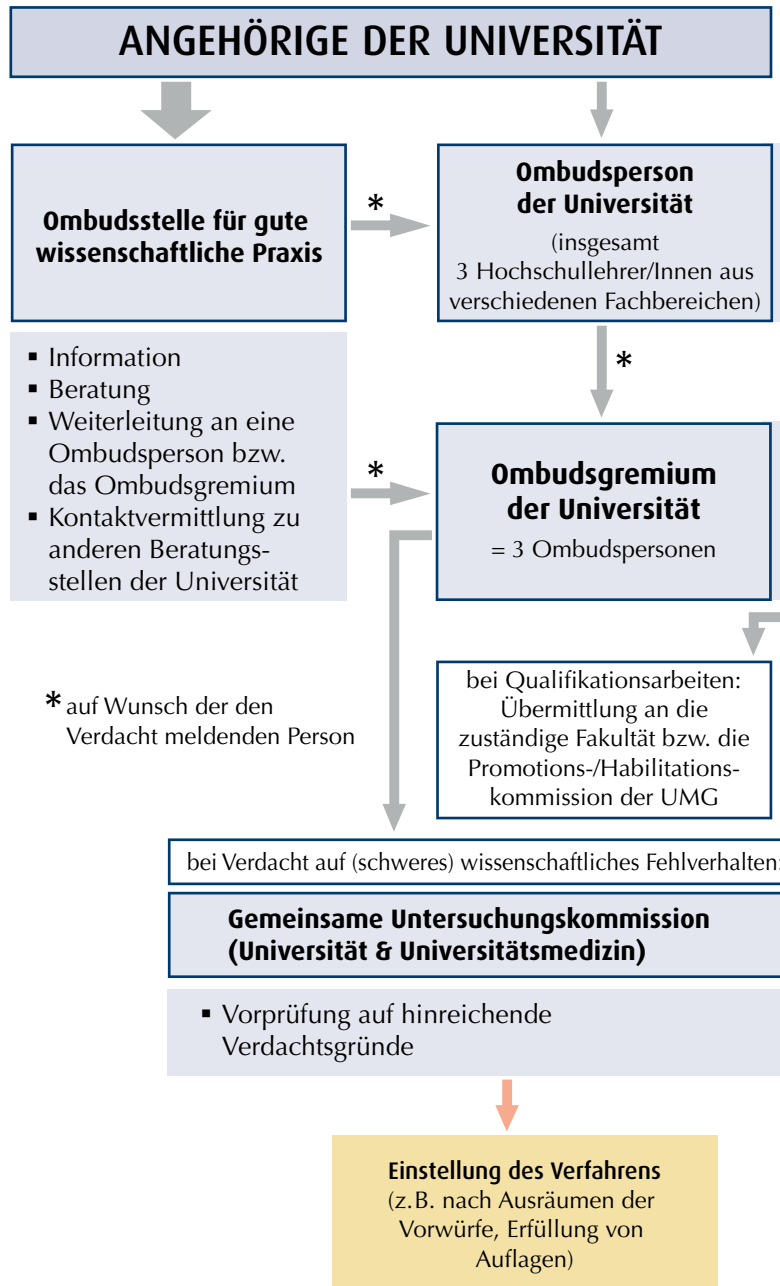 ANGEHÖRIGE DER UNIVERSITÄT
Ombudsstelle für gute
wissenschaftliche Praxis
*
Ombudsperson
der Universität
(insgesamt
3 Hochschullehrer/Innen aus
verschiedenen Fachbereichen)
▪ Information
▪ Beratung
▪ Weiterleitung an eine
Ombudsperson bzw.
das Ombudsgremium
▪ Kontaktvermittlung zu
anderen Beratungs-
stellen der Universität
*
*
Ombudsgremium
der Universität
= 3 Ombudspersonen
* auf Wunsch der den
Verdacht meldenden Person
bei Qualifikationsarbeiten:
Übermittlung an die
zuständige Fakultät bzw. die
Promotions-/Habilitations-
kommission der UMG
bei Verdacht auf (schweres) wissenschaftliches Fehlverhalten:
Gemeinsame Untersuchungskommission
(Universität & Universitätsmedizin)
▪ Vorprüfung auf hinreichende
Verdachtsgründe
Einstellung des Verfahrens
(z.B. nach Ausräumen der
Vorwürfe, Erfüllung von
Auflagen)